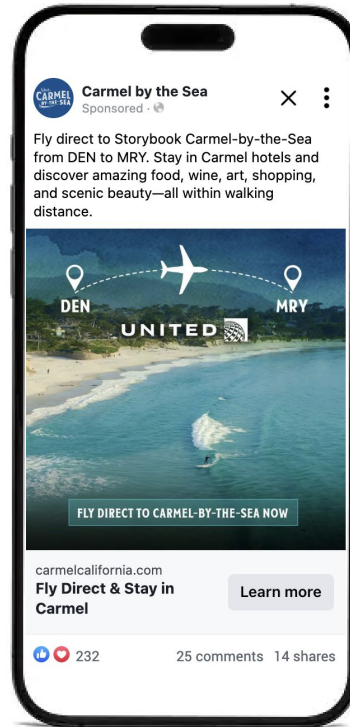 CARMEL
BY-THE-SEA
Carmel by the Sea
Sponsored ·
Fly direct to Storybook Carmel-by-the-Sea
from DEN to MRY. Stay in Carmel hotels and
discover amazing food, wine, art, shopping,
and scenic beauty—all within walking
distance.
DEN
MRY
UNITED
FLY DIRECT TO CARMEL-BY-THE-SEA NOW
carmelcalifornia.com
Fly Direct & Stay in
Carmel
Learn more
232
25 comments 14 shares